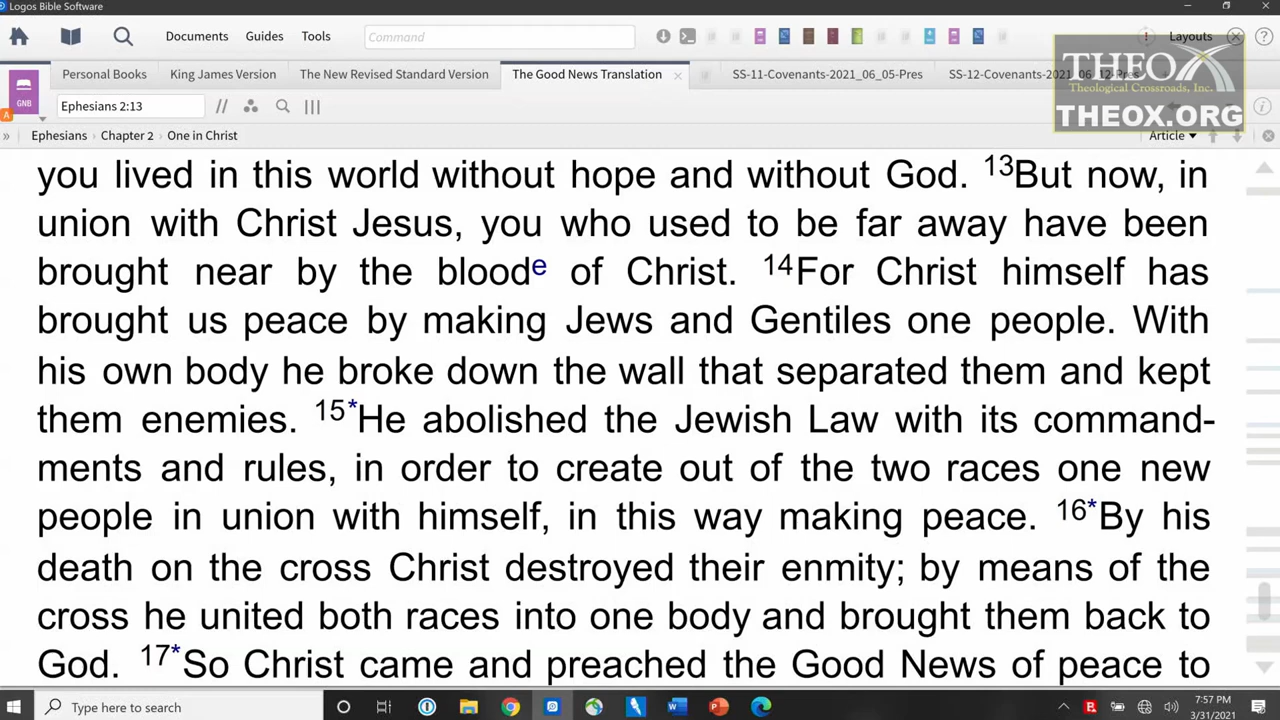 Logos Bible Software
Documents Guides Tools Command Layouts
Personal Books King James Version The New Revised Standard Version The Good News Translation SS-11-Covenants-2021_06_05-Pres SS-12-Covenants-2021_06_12-Pres
THEOX
Theological Crossroads, Inc.
THEOX.ORG
GNB Ephesians 2:13
A
Ephesians Chapter 2 One in Christ Article
you lived in this world without hope and without God. 13But now, in
union with Christ Jesus, you who used to be far away have been
brought near by the bloode of Christ. 14For Christ himself has
brought us peace by making Jews and Gentiles one people. With
his own body he broke down the wall that separated them and kept
them enemies. 15*He abolished the Jewish Law with its command-
ments and rules, in order to create out of the two races one new
people in union with himself, in this way making peace. 16*By his
death on the cross Christ destroyed their enmity; by means of the
cross he united both races into one body and brought them back to
God. 17*So Christ came and preached the Good News of peace to
Type here to search
7:57 PM
3/31/2021